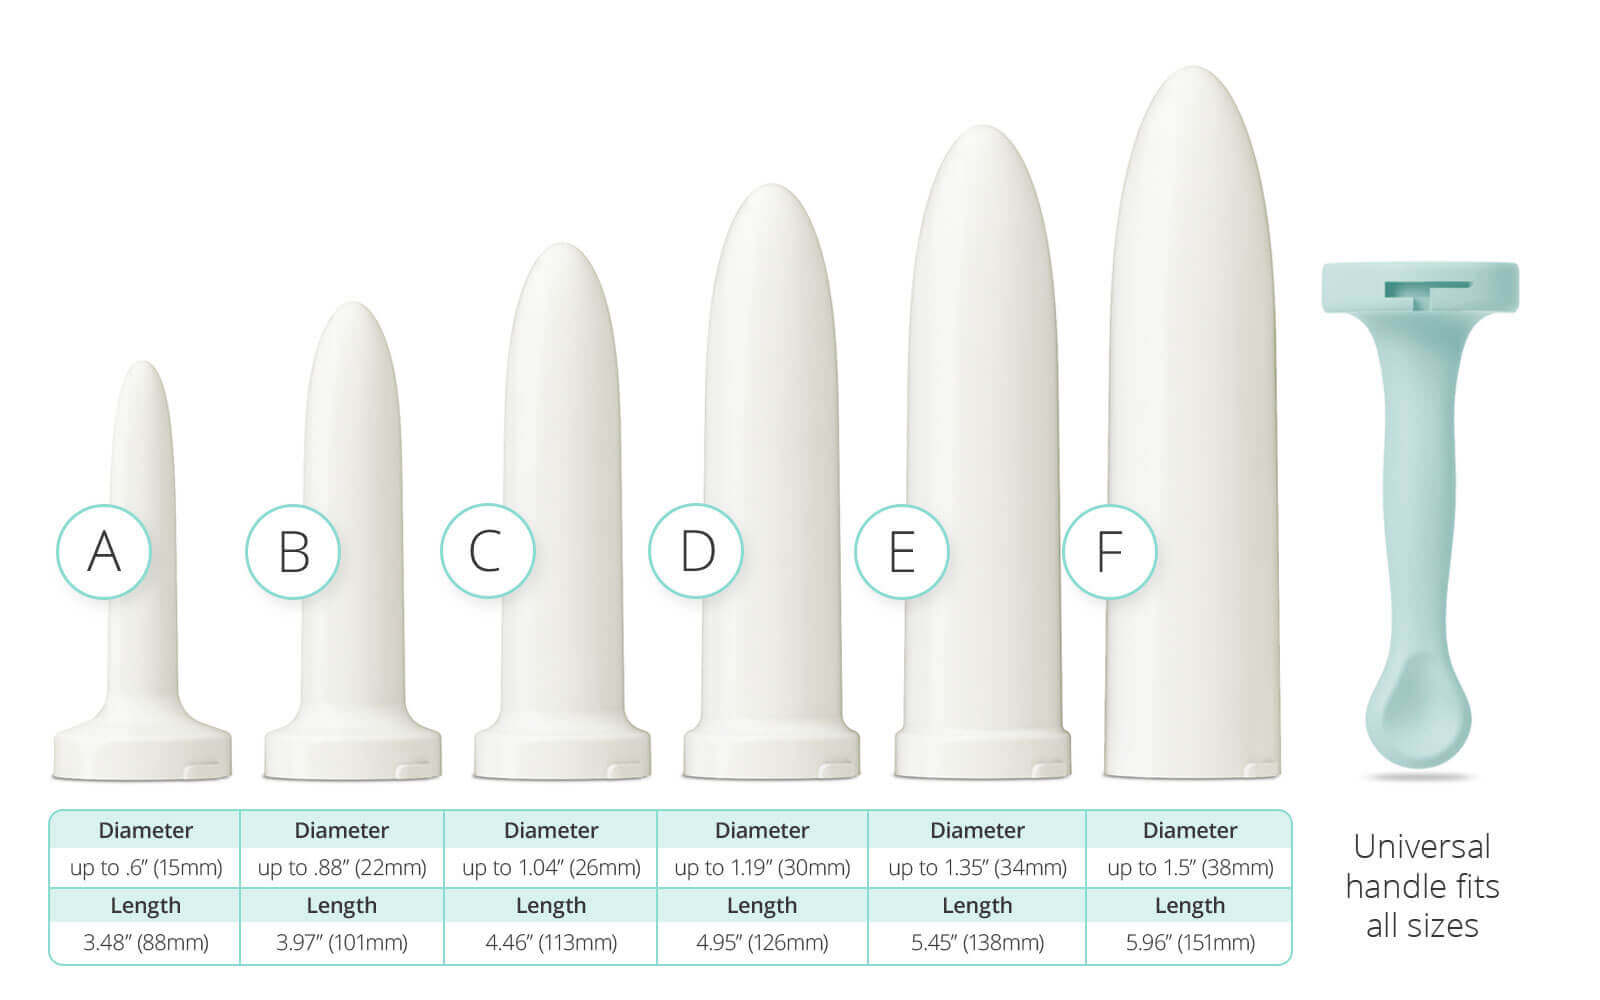 A
B
C
D
E
F
Diameter Diameter Diameter Diameter Diameter Diameter
up to .6” (15mm) up to .88” (22mm) up to 1.04” (26mm) up to 1.19” (30mm) up to 1.35” (34mm) up to 1.5” (38mm)
Length Length Length Length Length Length
3.48” (88mm) 3.97” (101mm) 4.46” (113mm) 4.95” (126mm) 5.45” (138mm) 5.96” (151mm)
Universal
handle fits
all sizes